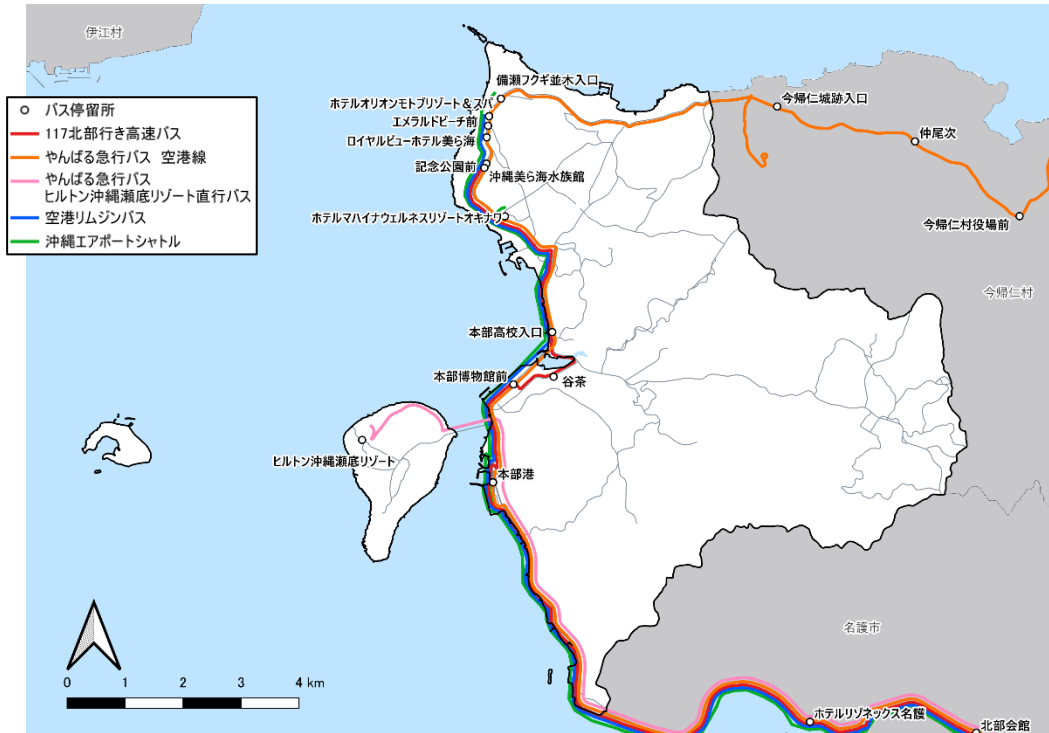 伊江村
バス停留所
117北部行き高速バス
やんばる急行バス 空港線
やんばる急行バス
ヒルトン沖縄瀬底リゾート直行バス
空港リムジンバス
沖縄エアポートシャトル
備瀬フクギ並木入口
ホテルオリオンモトブリゾート&スパ
エメラルドビーチ前
ロイヤルビューホテル美ら海
記念公園前
沖縄美ら海水族館
ホテルマハイナウェルネスリゾートオキナワ
今帰仁城跡入口
仲尾次
今帰仁村役場前
今帰仁村
本部高校入口
本部博物館前
谷茶
ヒルトン沖縄瀬底リゾート
本部港
名護市
0 1 2 3 4 km
ホテルリゾネックス名護
北部会館